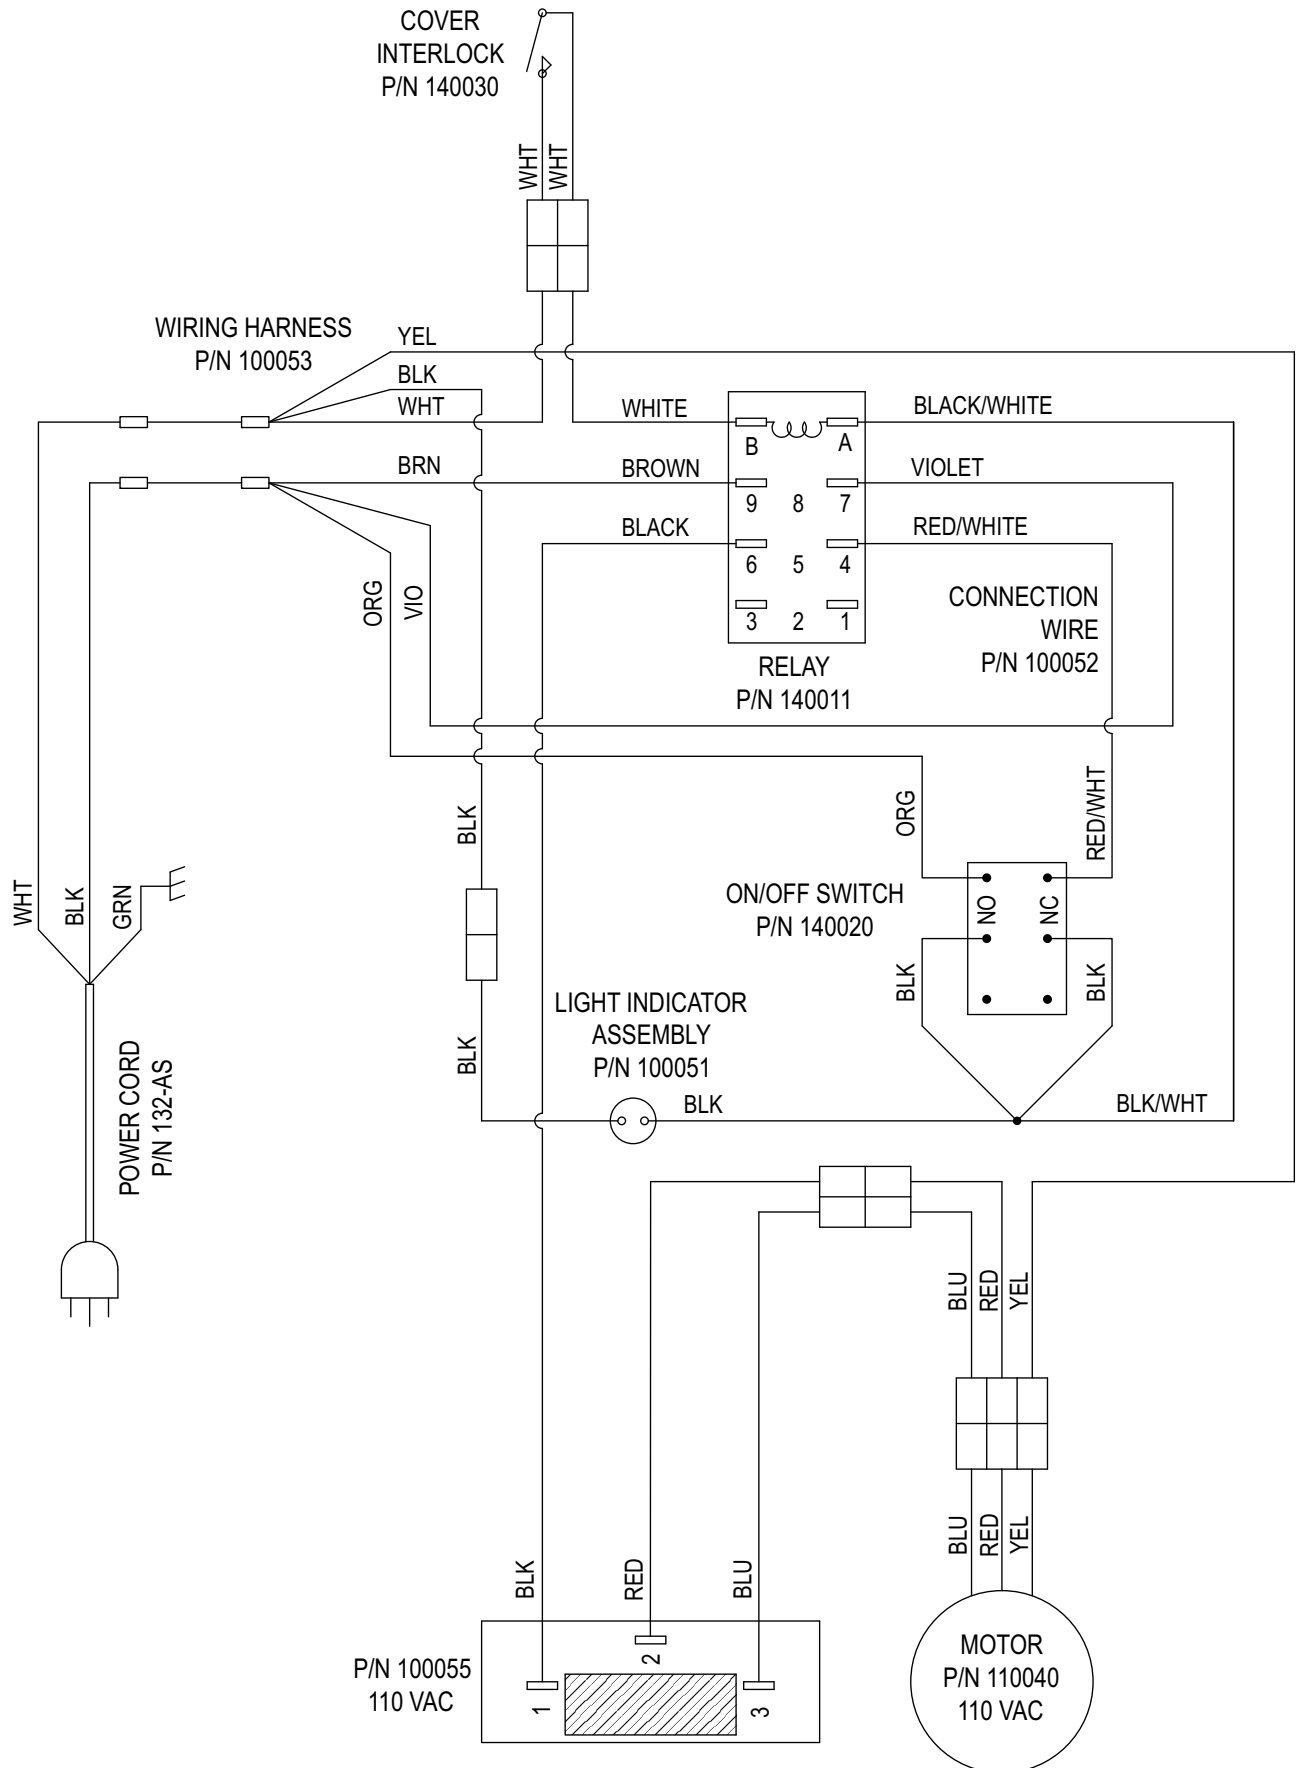 COVER
INTERLOCK
P/N 140030
WHT
WHT
WIRING HARNESS
P/N 100053
YEL
BLK
WHT
BRN
WHITE
BROWN
BLACK
B
A
9 8 7
6 5 4
3 2 1
BLACK/WHITE
VIOLET
RED/WHITE
RELAY
P/N 140011
CONNECTION
WIRE
P/N 100052
ORG
VIO
WHT
BLK
GRN
BLK
BLK
ORG
RED/WHT
ON/OFF SWITCH
P/N 140020
NO
NC
BLK
BLK
LIGHT INDICATOR
ASSEMBLY
P/N 100051
BLK
BLK/WHT
POWER CORD
P/N 132-AS
BLU
RED
YEL
BLU
RED
YEL
BLK
RED
BLU
P/N 100055
110 VAC
1
2
3
MOTOR
P/N 110040
110 VAC